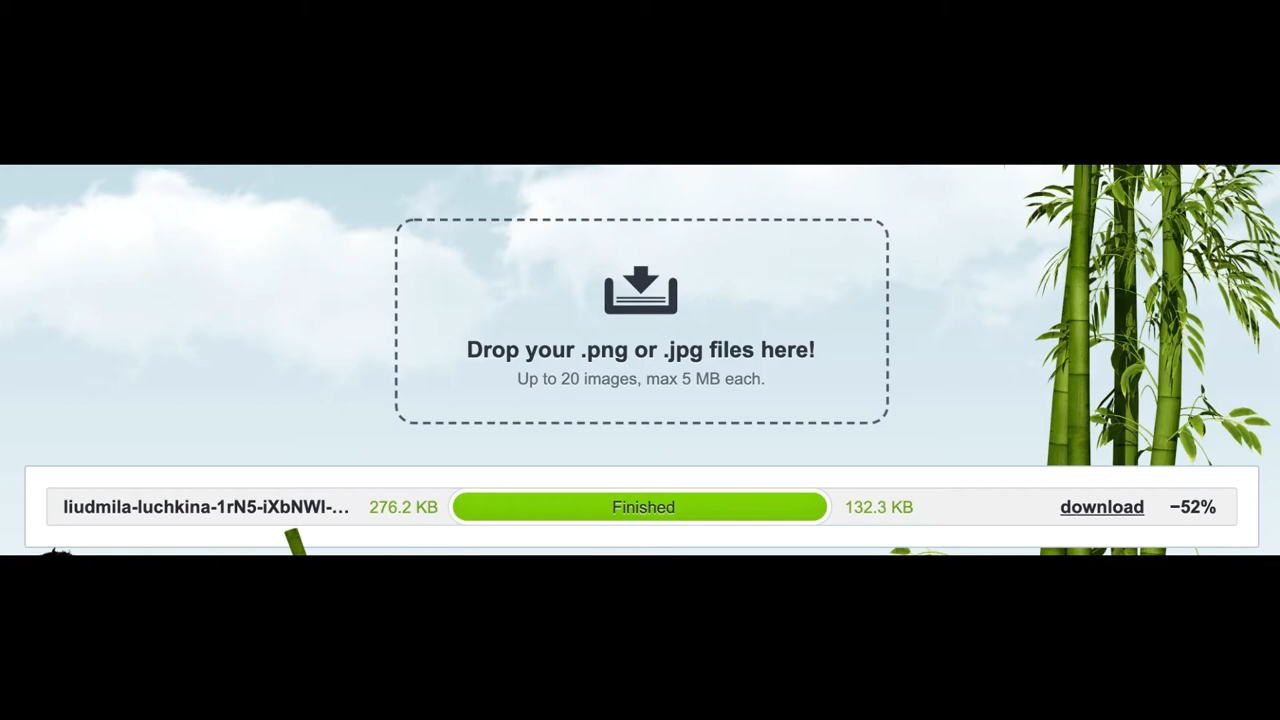 Drop your .png or .jpg files here!
Up to 20 images, max 5 MB each.
liudmila-luchkina-1rN5-iXbNWI-... 276.2 KB Finished 132.3 KB download −52%